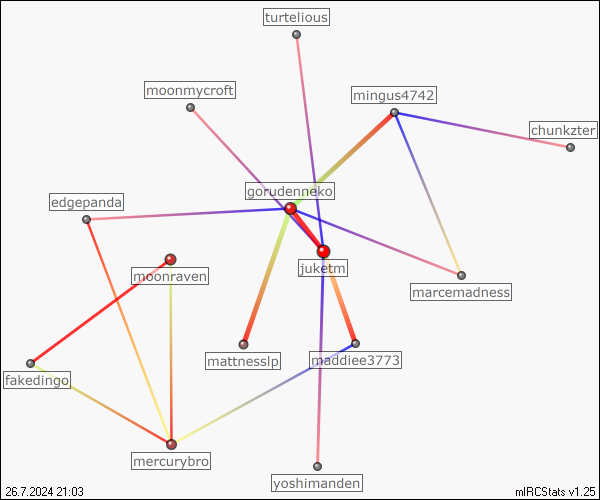 turtelious
moonmycroft
mingus4742
chunkzter
gorudenneko
edgepanda
juketm
moonraven
marcemadness
mattnesslp
maddiee3773
fakedingo
mercurybro
yoshimanden
26.7.2024 21:03
mIRCStats v1.25